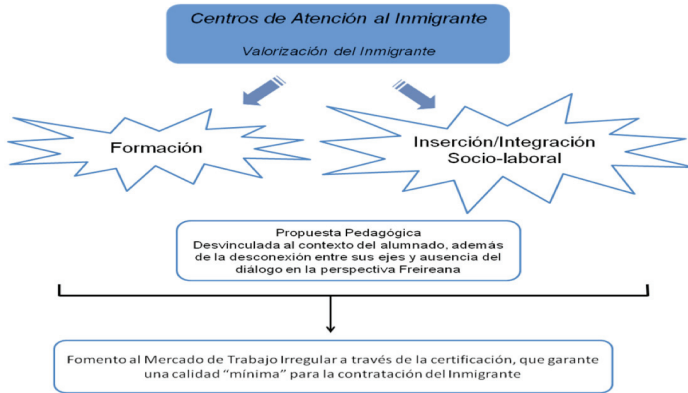 Centros de Atención al Inmigrante
Valorización del Inmigrante
Formación
Inserción/Integración
Socio-laboral
Propuesta Pedagógica
Desvinculada al contexto del alumnado, además
de la desconexión entre sus ejes y ausencia del
diálogo en la perspectiva Freireana
Fomento al Mercado de Trabajo Irregular a través de la certificación, que garante
una calidad “mínima” para la contratación del Inmigrante